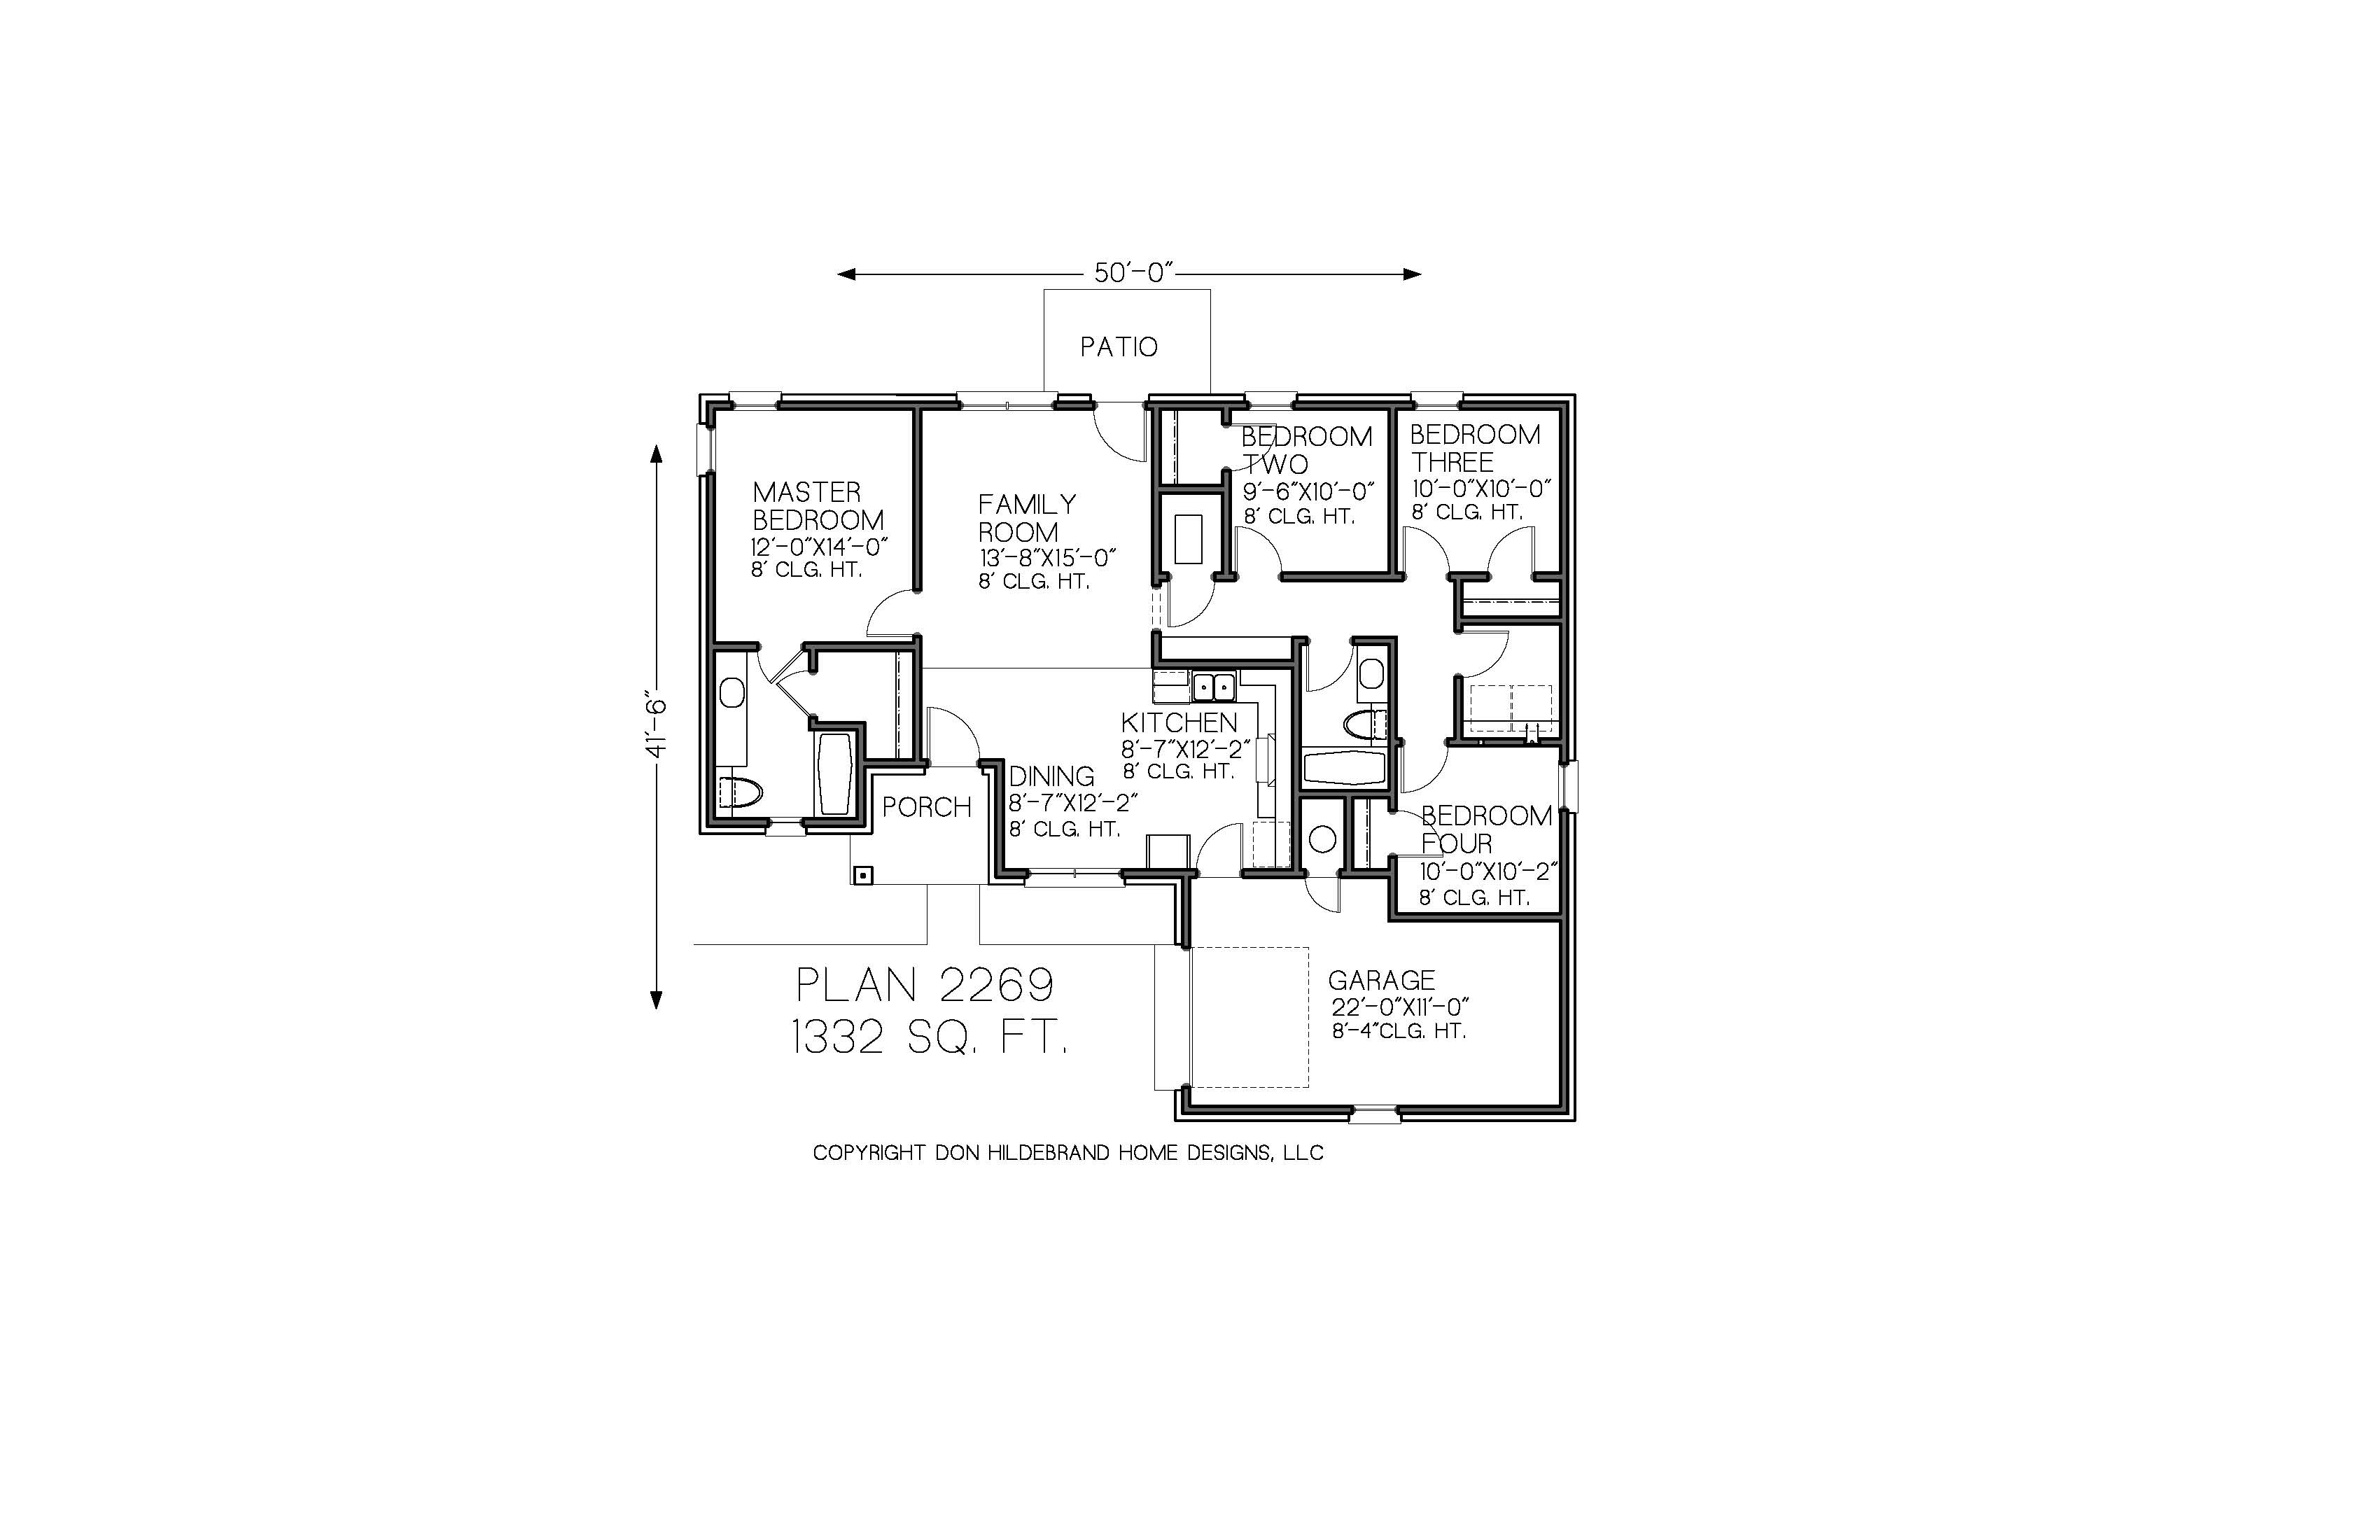 50'-0"
PATIO
MASTER
BEDROOM
12'-0"X14'-0"
8' CLG. HT.
FAMILY
ROOM
13'-8"X15'-0"
8' CLG. HT.
BEDROOM
TWO
9'-6"X10'-0"
8' CLG. HT.
BEDROOM
THREE
10'-0"X10'-0"
8' CLG. HT.
41'-6"
KITCHEN
8'-7"X12'-2"
8' CLG. HT.
DINING
8'-7"X12'-2"
8' CLG. HT.
PORCH
BEDROOM
FOUR
10'-0"X10'-2"
8' CLG. HT.
PLAN 2269
1332 SQ. FT.
GARAGE
22'-0"X11'-0"
8'-4"CLG. HT.
COPYRIGHT DON HILDEBRAND HOME DESIGNS, LLC